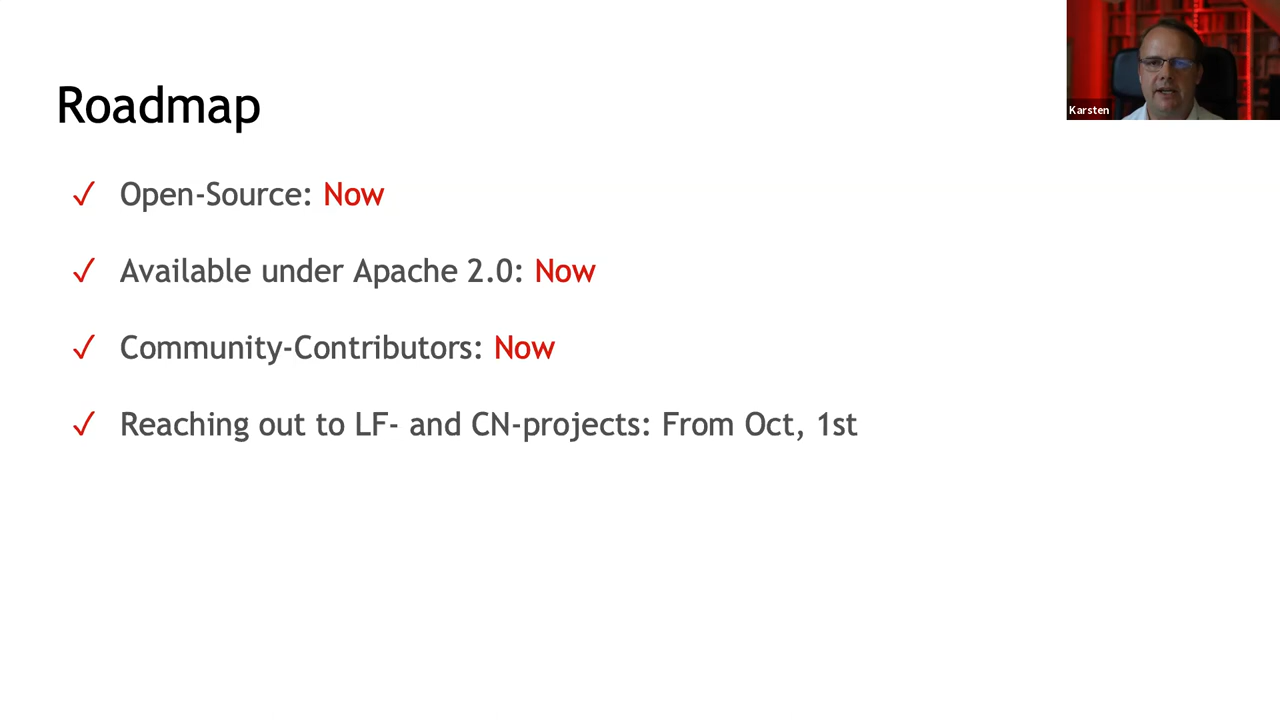 Roadmap
Karsten
✓ Open-Source: Now
✓ Available under Apache 2.0: Now
✓ Community-Contributors: Now
✓ Reaching out to LF- and CN-projects: From Oct, 1st